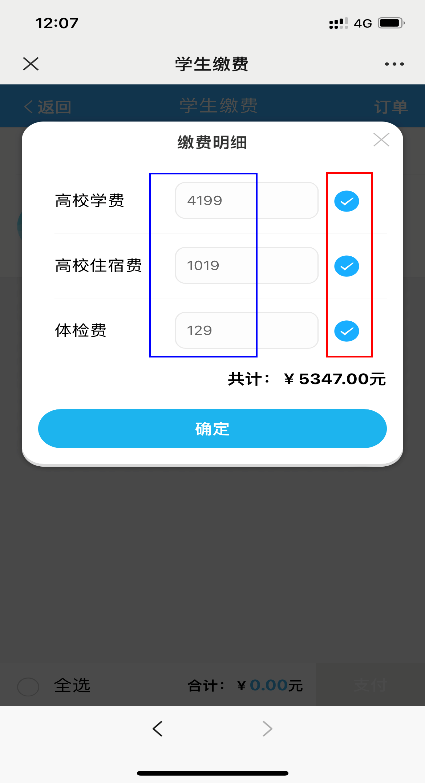 12:07 4G
学生缴费
返回 学生缴费 订单
缴费明细
高校学费 4199
高校住宿费 1019
体检费 129
共计：￥5347.00元
确定
全选 合计：￥0.00元 支付